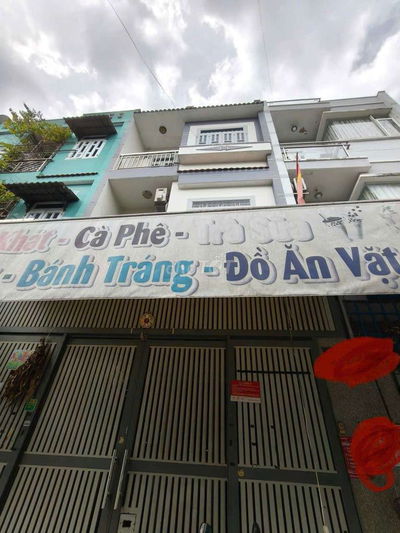 Khát - Cà Phê - Trà Sữa
- Bánh Tráng - Đồ Ăn Vặt